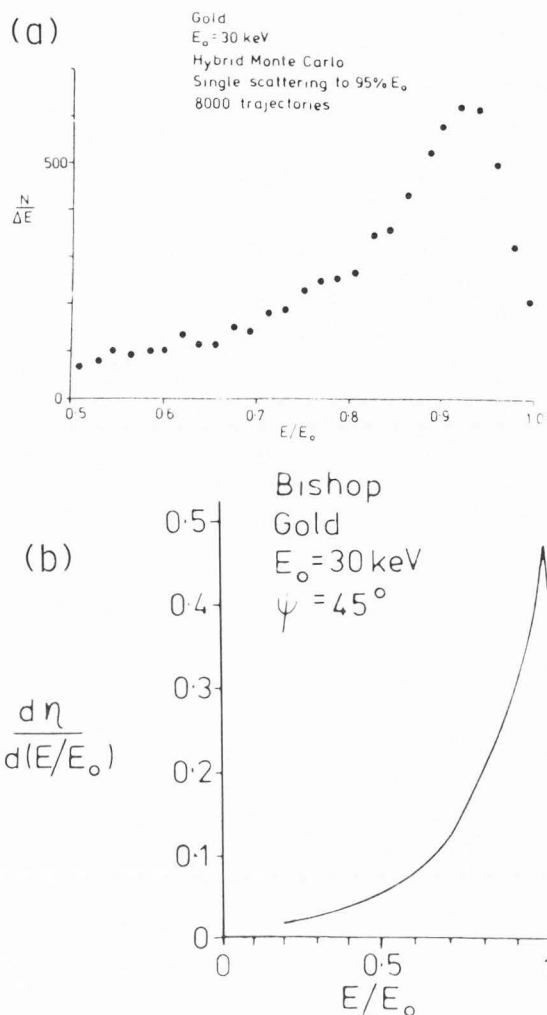 (a)
Gold
E₀ = 30 keV
Hybrid Monte Carlo
Single scattering to 95% E₀
8000 trajectories
N
ΔE
500
0
0·5 0·6 0·7 0·8 0·9 1.0
E/E₀
(b)
Bishop
Gold
E₀ = 30 keV
ψ = 45°
dη
d(E/E₀)
0·5
0·4
0·3
0·2
0·1
0
0 0·5 1
E/E₀